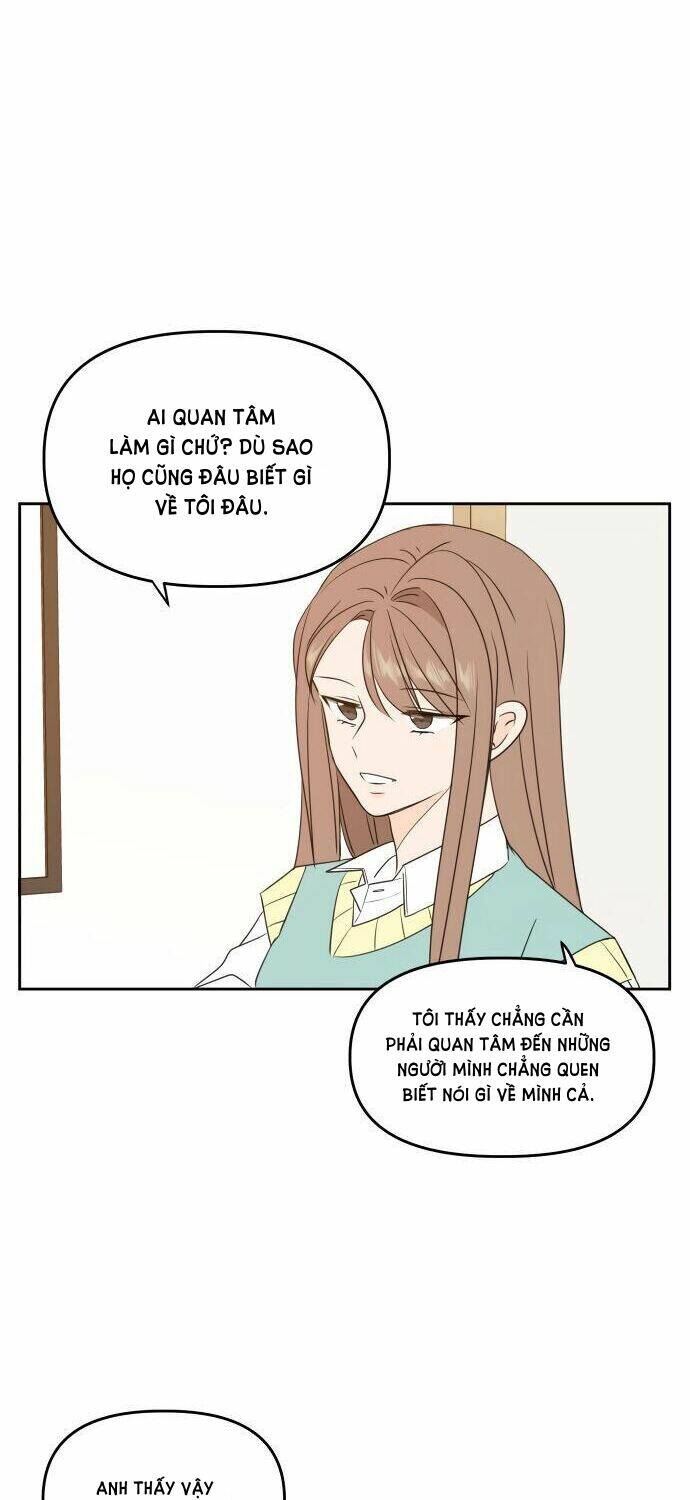 AI QUAN TÂM
LÀM GÌ CHỨ? DÙ SAO
HỌ CŨNG ĐÂU BIẾT GÌ
VỀ TÔI ĐÂU.
TÔI THẤY CHẲNG CẦN
PHẢI QUAN TÂM ĐẾN NHỮNG
NGƯỜI MÌNH CHẲNG QUEN
BIẾT NÓI GÌ VỀ MÌNH CẢ.
ANH THẤY VẬY